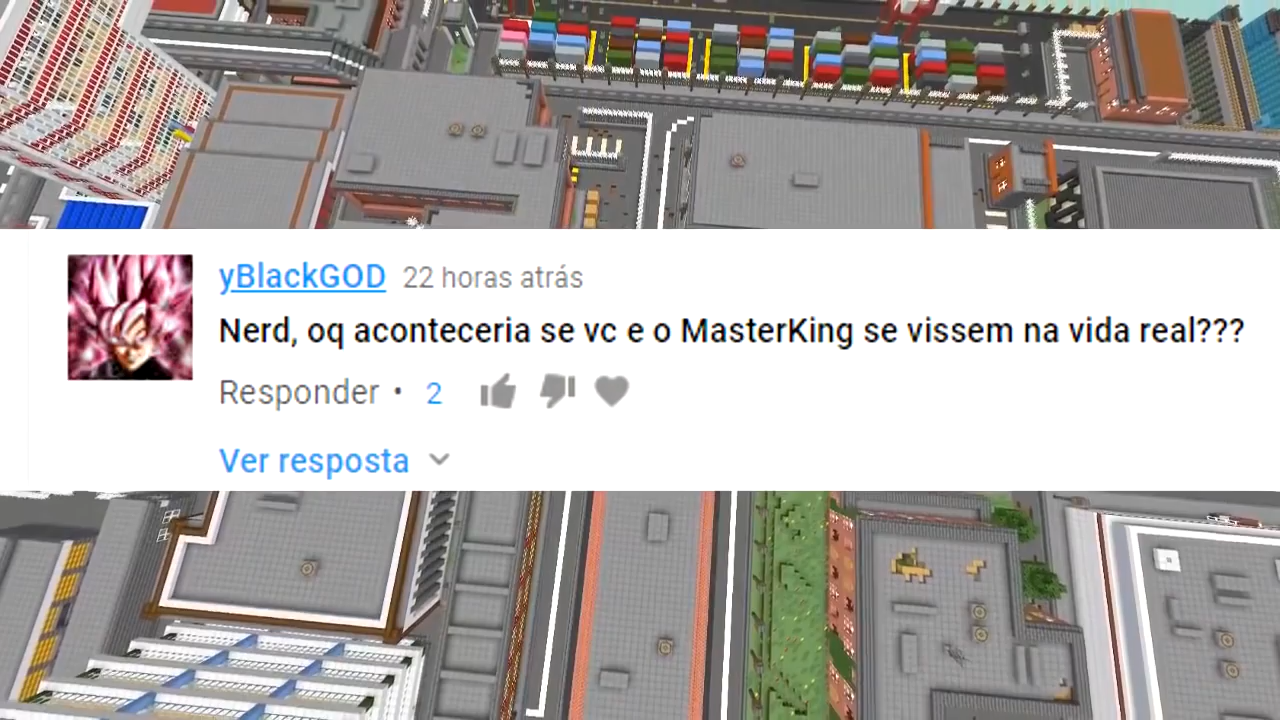 yBlackGOD 22 horas atrás
Nerd, oq aconteceria se vc e o MasterKing se vissem na vida real???
Responder • 2
Ver resposta